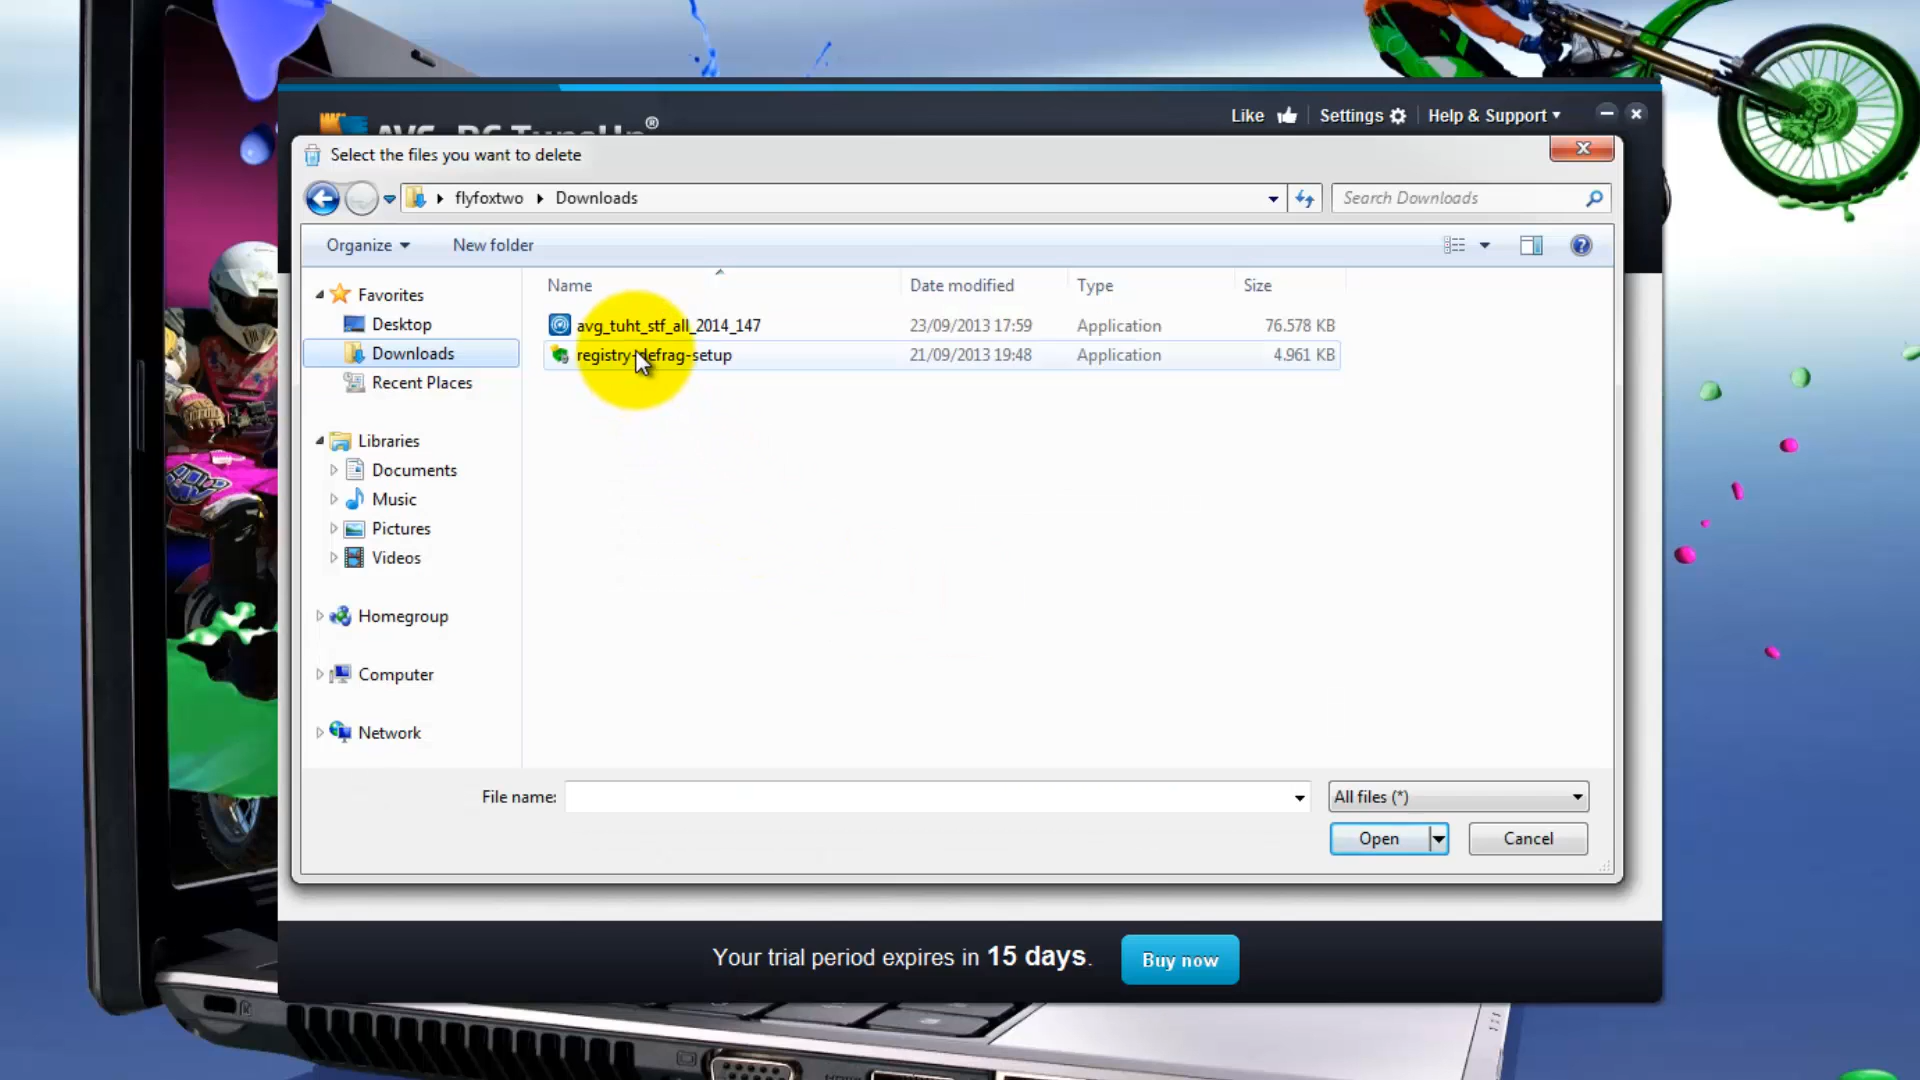 Like
Settings
Help & Support
AVG PC TuneUp®
Select the files you want to delete
flyfoxtwo
Downloads
Search Downloads
Organize
New folder
Name
Date modified
Type
Size
Favorites
Desktop
Downloads
Recent Places
Libraries
Documents
Music
Pictures
Videos
Homegroup
Computer
Network
avg_tuht_stf_all_2014_147 23/09/2013 17:59 Application 76.578 KB
registry-defrag-setup 21/09/2013 19:48 Application 4.961 KB
File name:
All files (*)
Open
Cancel
Your trial period expires in 15 days.
Buy now